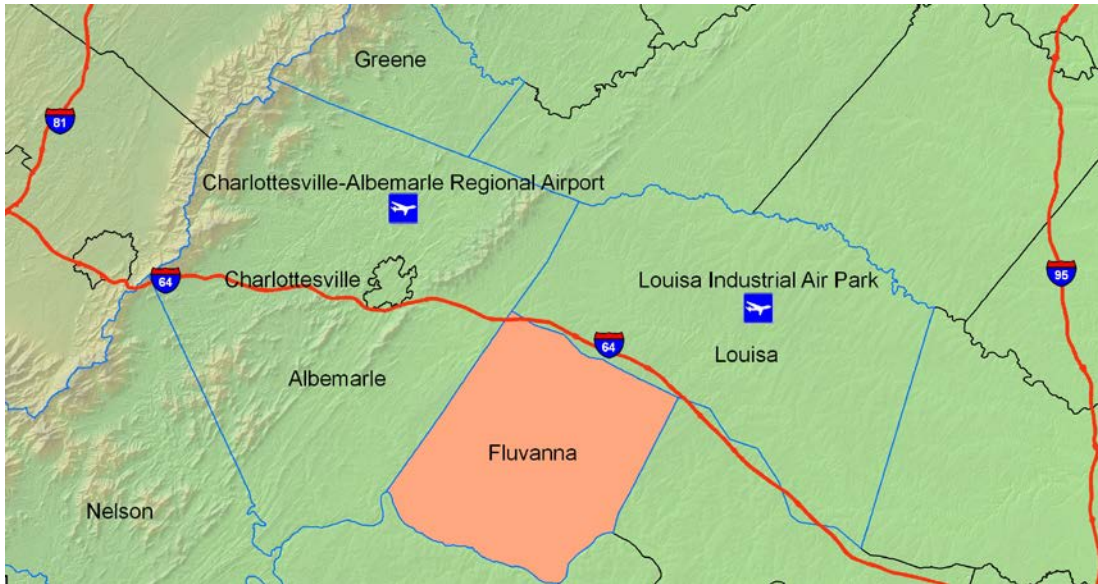 Greene
81
Charlottesville-Albemarle Regional Airport
64
Charlottesville
Louisa Industrial Air Park
95
64
Louisa
Albemarle
Fluvanna
Nelson